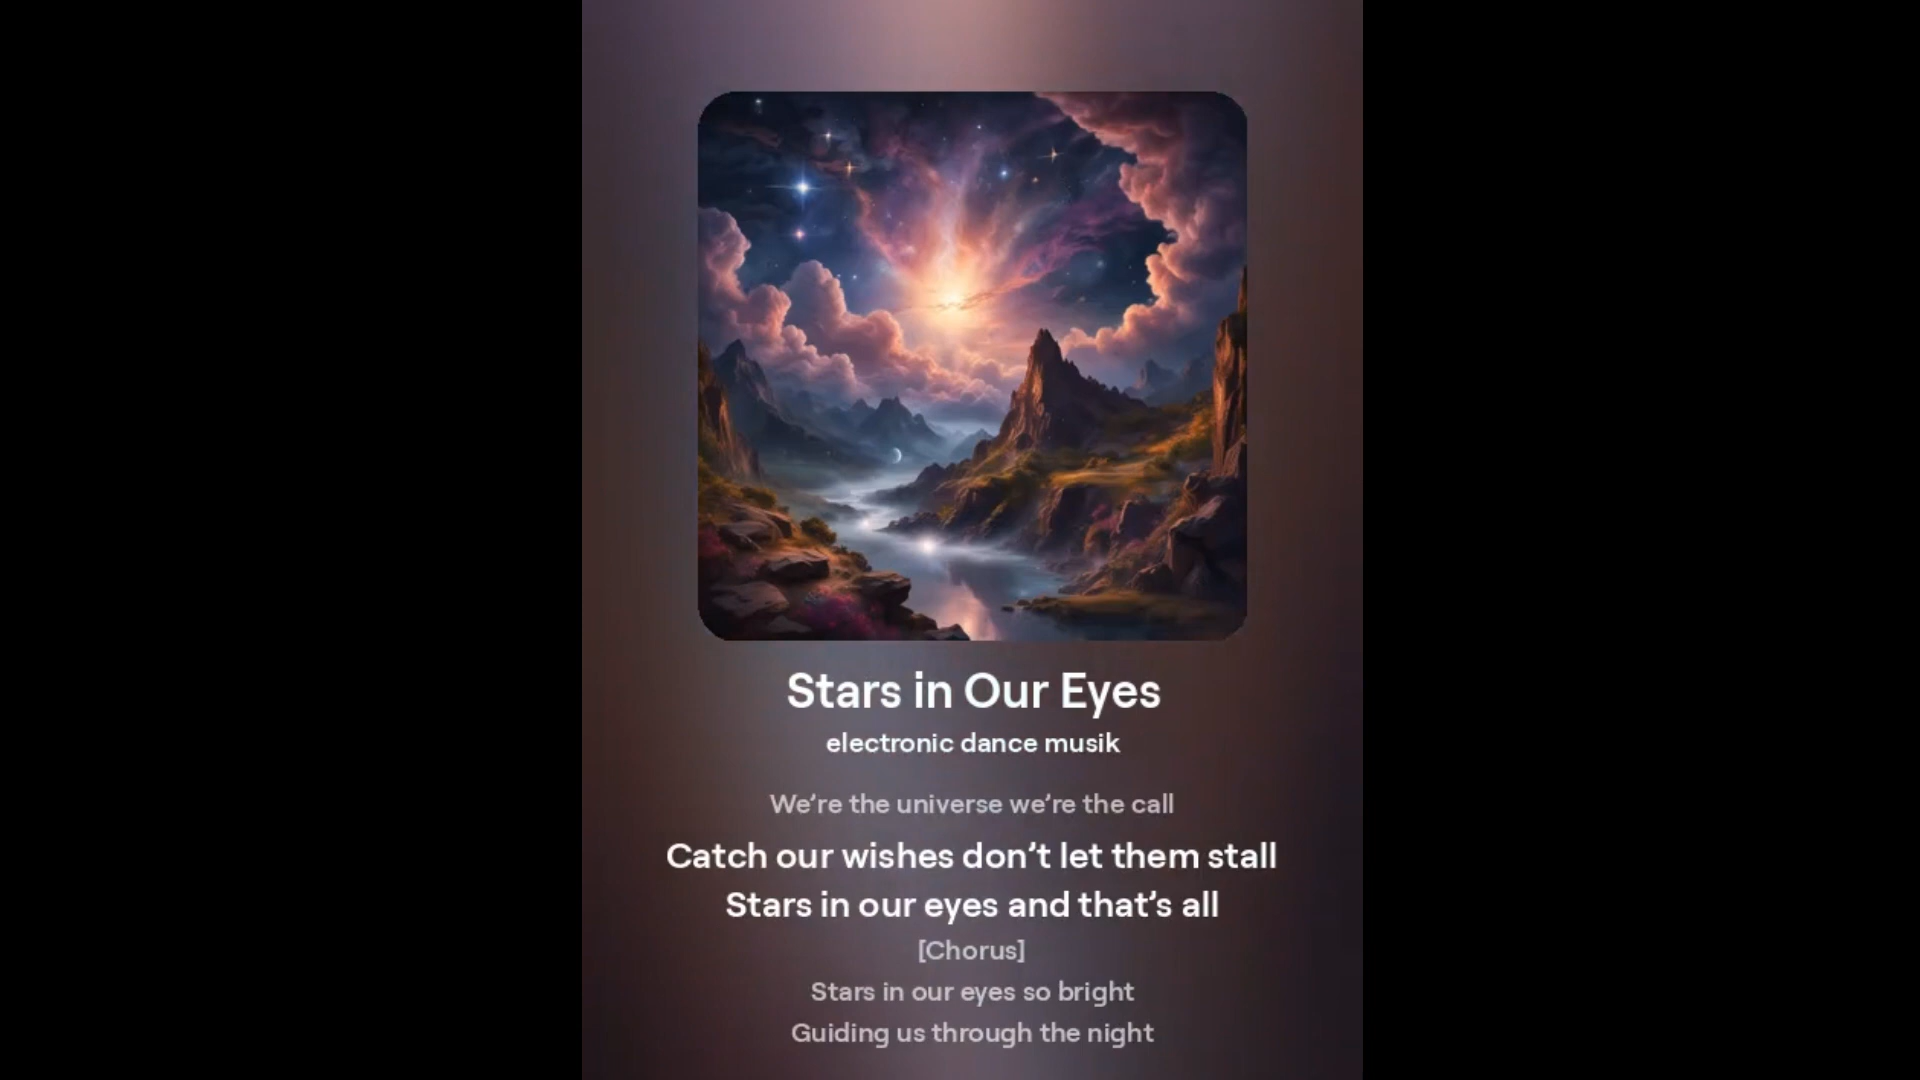 Stars in Our Eyes
electronic dance musik
We’re the universe we’re the call
Catch our wishes don’t let them stall
Stars in our eyes and that’s all
[Chorus]
Stars in our eyes so bright
Guiding us through the night